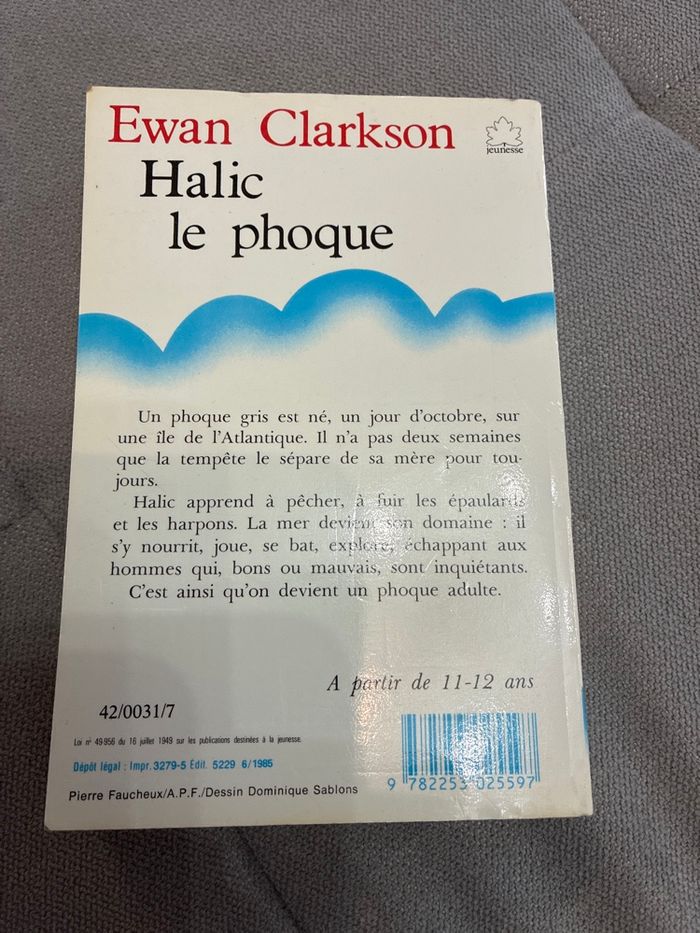 Ewan Clarkson
jeunesse
Halic
le phoque
Un phoque gris est né, un jour d'octobre, sur
une île de l'Atlantique. Il n'a pas deux semaines
que la tempête le sépare de sa mère pour tou-
jours.
Halic apprend à pêcher, à fuir les épaulards
et les harpons. La mer devient son domaine : il
s'y nourrit, joue, se bat, explore, échappant aux
hommes qui, bons ou mauvais, sont inquiétants.
C'est ainsi qu'on devient un phoque adulte.
A partir de 11-12 ans
42/0031/7
Loi n° 49-956 du 16 juillet 1949 sur les publications destinées à la jeunesse.
Dépôt légal : Impr. 3279-5 Édit. 5229 6/1985
9 782253 025597
Pierre Faucheux/A.P.F./Dessin Dominique Sablons